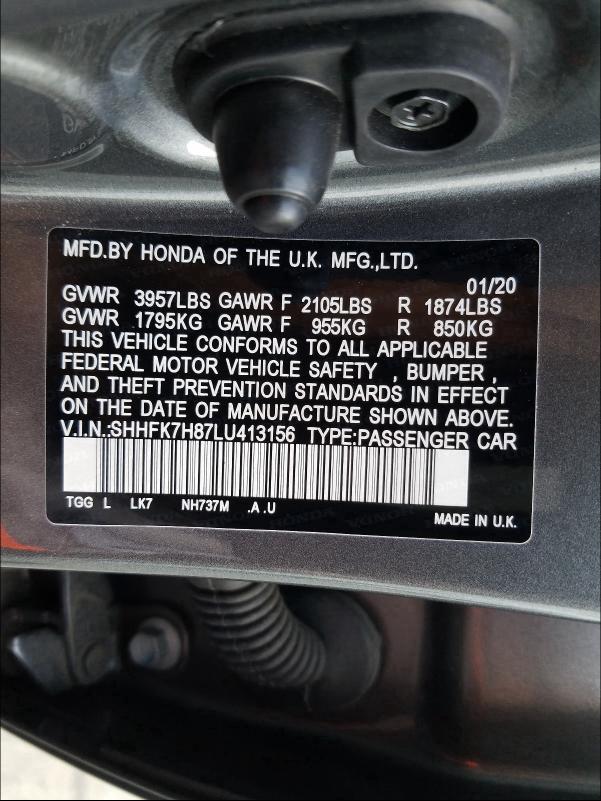 MFD.BY HONDA OF THE U.K. MFG.,LTD.
01/20
GVWR 3957LBS GAWR F 2105LBS R 1874LBS
GVWR 1795KG GAWR F 955KG R 850KG
THIS VEHICLE CONFORMS TO ALL APPLICABLE
FEDERAL MOTOR VEHICLE SAFETY , BUMPER ,
AND THEFT PREVENTION STANDARDS IN EFFECT
ON THE DATE OF MANUFACTURE SHOWN ABOVE.
V.I.N.:SHHFK7H87LU413156 TYPE:PASSENGER CAR
TGG L LK7 NH737M .A .U
MADE IN U.K.